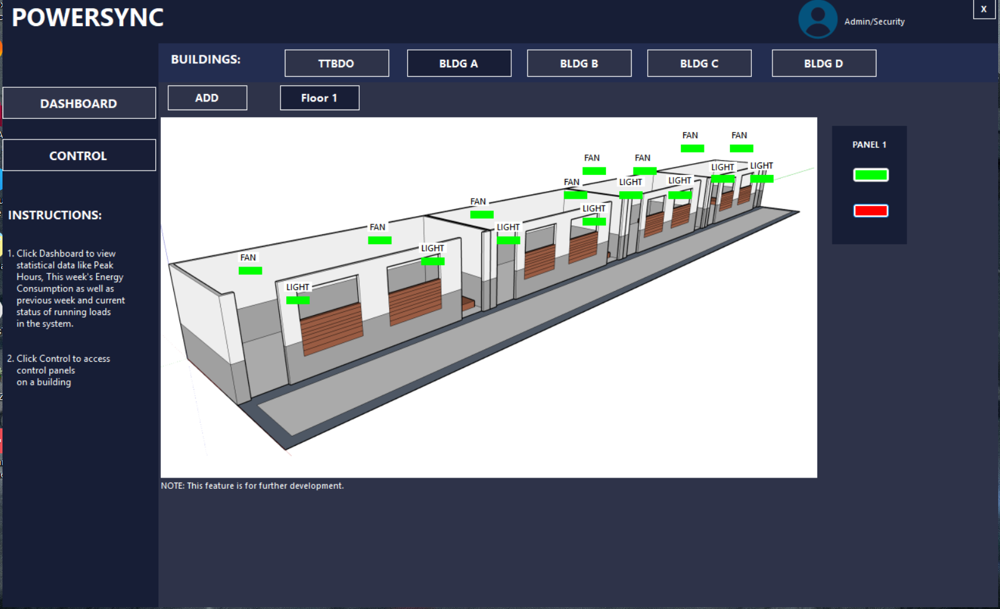 POWERSYNC
Admin/Security
X
BUILDINGS:
TTBDO
BLDG A
BLDG B
BLDG C
BLDG D
DASHBOARD
CONTROL
ADD
Floor 1
INSTRUCTIONS:
1. Click Dashboard to view
statistical data like Peak
Hours, This week's Energy
Consumption as well as
previous week and current
status of running loads
in the system.
2. Click Control to access
control panels
on a building
FAN
FAN
FAN
FAN
LIGHT
LIGHT
FAN
LIGHT
LIGHT
FAN
LIGHT
FAN
LIGHT
LIGHT
FAN
LIGHT
PANEL 1
NOTE: This feature is for further development.